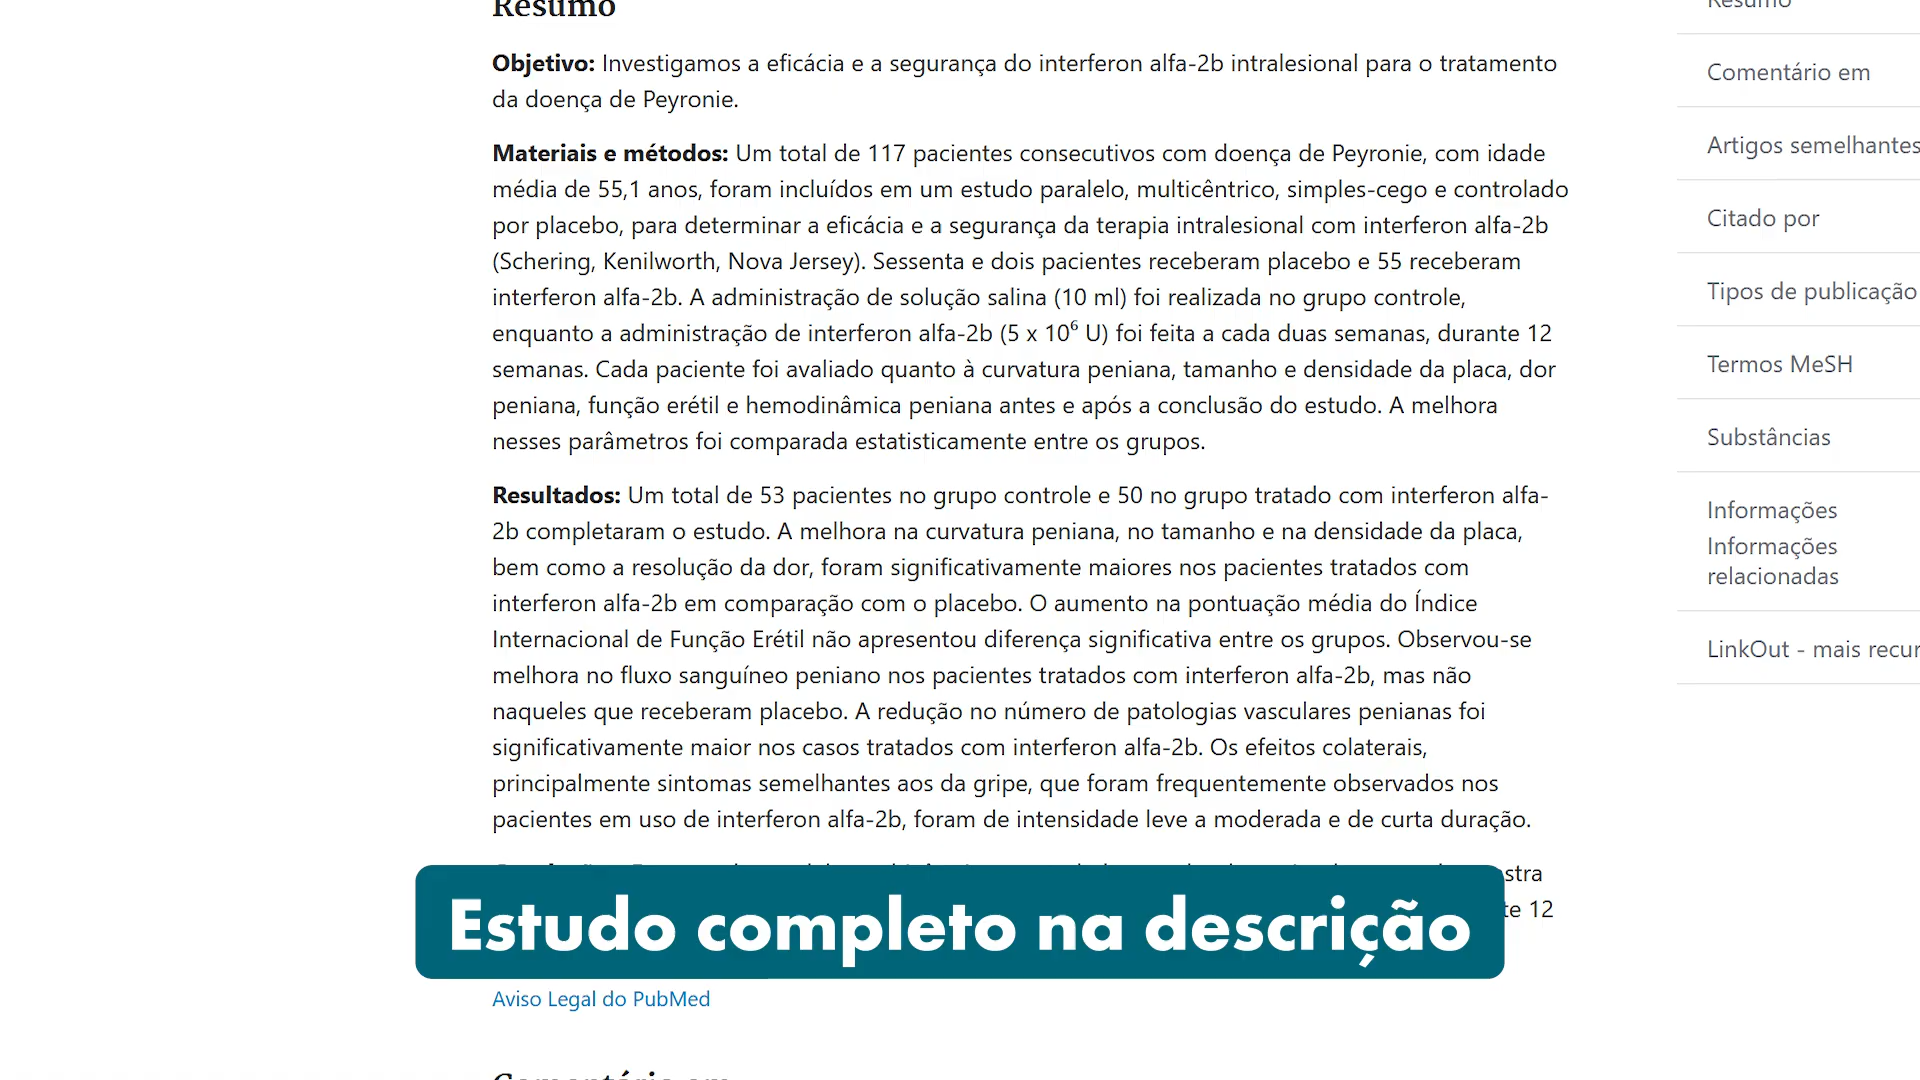 Resumo
Objetivo: Investigamos a eficácia e a segurança do interferon alfa-2b intralesional para o tratamento
da doença de Peyronie.
Materiais e métodos: Um total de 117 pacientes consecutivos com doença de Peyronie, com idade
média de 55,1 anos, foram incluídos em um estudo paralelo, multicêntrico, simples-cego e controlado
por placebo, para determinar a eficácia e a segurança da terapia intralesional com interferon alfa-2b
(Schering, Kenilworth, Nova Jersey). Sessenta e dois pacientes receberam placebo e 55 receberam
interferon alfa-2b. A administração de solução salina (10 ml) foi realizada no grupo controle,
enquanto a administração de interferon alfa-2b (5 x 10⁶ U) foi feita a cada duas semanas, durante 12
semanas. Cada paciente foi avaliado quanto à curvatura peniana, tamanho e densidade da placa, dor
peniana, função erétil e hemodinâmica peniana antes e após a conclusão do estudo. A melhora
nesses parâmetros foi comparada estatisticamente entre os grupos.
Resultados: Um total de 53 pacientes no grupo controle e 50 no grupo tratado com interferon alfa-
2b completaram o estudo. A melhora na curvatura peniana, no tamanho e na densidade da placa,
bem como a resolução da dor, foram significativamente maiores nos pacientes tratados com
interferon alfa-2b em comparação com o placebo. O aumento na pontuação média do Índice
Internacional de Função Erétil não apresentou diferença significativa entre os grupos. Observou-se
melhora no fluxo sanguíneo peniano nos pacientes tratados com interferon alfa-2b, mas não
naqueles que receberam placebo. A redução no número de patologias vasculares penianas foi
significativamente maior nos casos tratados com interferon alfa-2b. Os efeitos colaterais,
principalmente sintomas semelhantes aos da gripe, que foram frequentemente observados nos
pacientes em uso de interferon alfa-2b, foram de intensidade leve a moderada e de curta duração.
stra
te 12
Estudo completo na descrição
Aviso Legal do PubMed
Comentário em
Resumo
Comentário em
Artigos semelhantes
Citado por
Tipos de publicação
Termos MeSH
Substâncias
Informações
Informações
relacionadas
LinkOut - mais recur